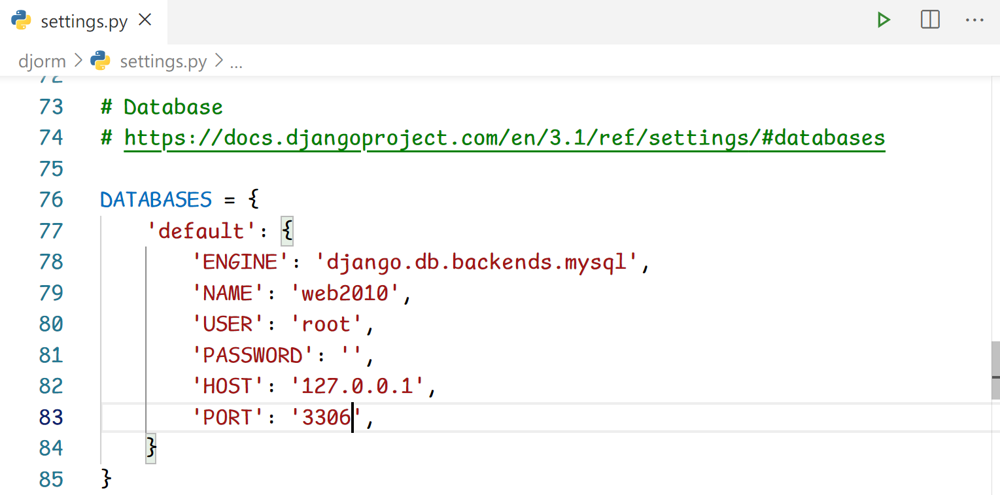 settings.py
djorm > settings.py > ...
72
73 # Database
74 # https://docs.djangoproject.com/en/3.1/ref/settings/#databases
75
76 DATABASES = {
77     'default': {
78         'ENGINE': 'django.db.backends.mysql',
79         'NAME': 'web2010',
80         'USER': 'root',
81         'PASSWORD': '',
82         'HOST': '127.0.0.1',
83         'PORT': '3306',
84     }
85 }